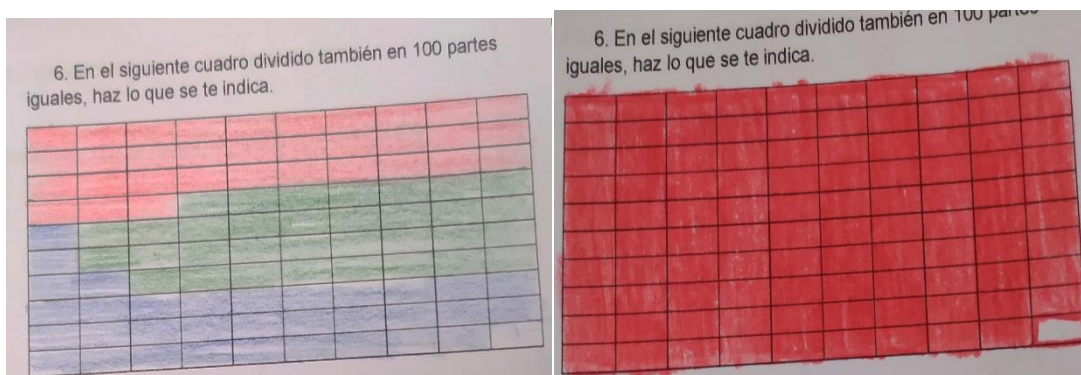 6. En el siguiente cuadro dividido también en 100 partes
iguales, haz lo que se te indica.
6. En el siguiente cuadro dividido también en 100 partes
iguales, haz lo que se te indica.